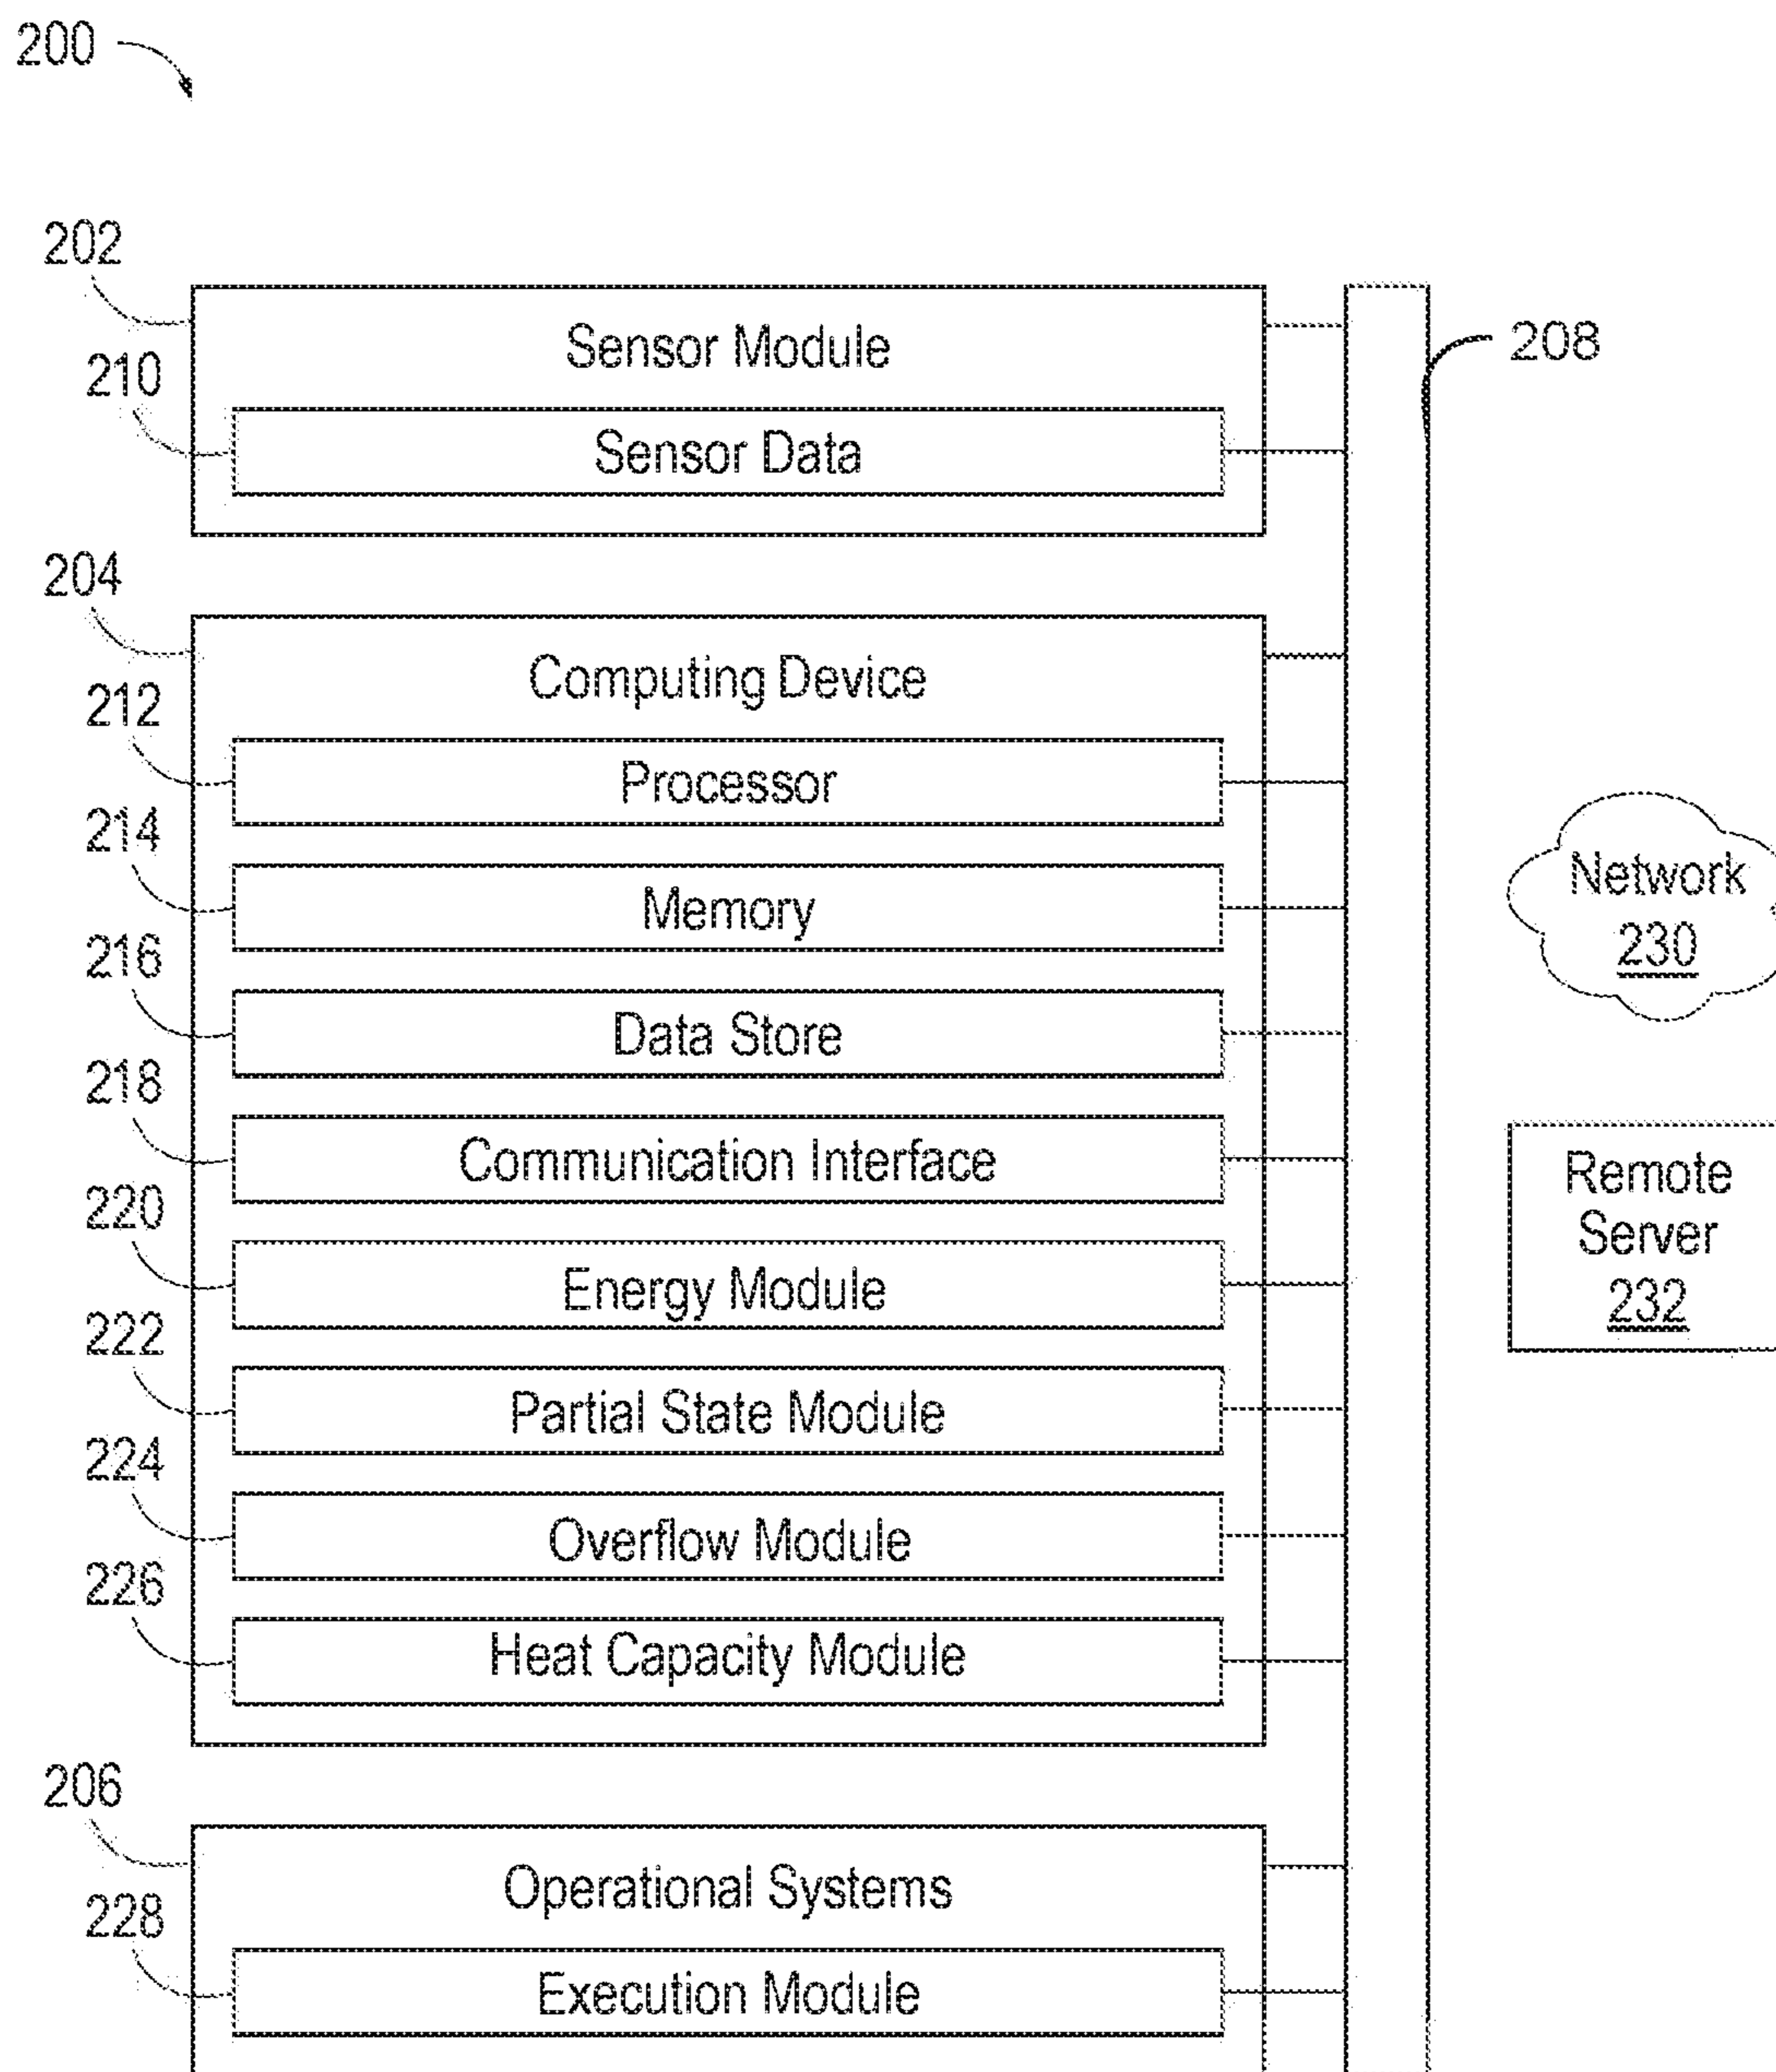 200
202
Sensor Module
208
210
Sensor Data
204
Computing Device
212
Processor
214
Memory
Network
230
216
Data Store
218
Communication Interface
Remote
Server
232
220
Energy Module
222
Partial State Module
224
Overflow Module
226
Heat Capacity Module
206
Operational Systems
228
Execution Module